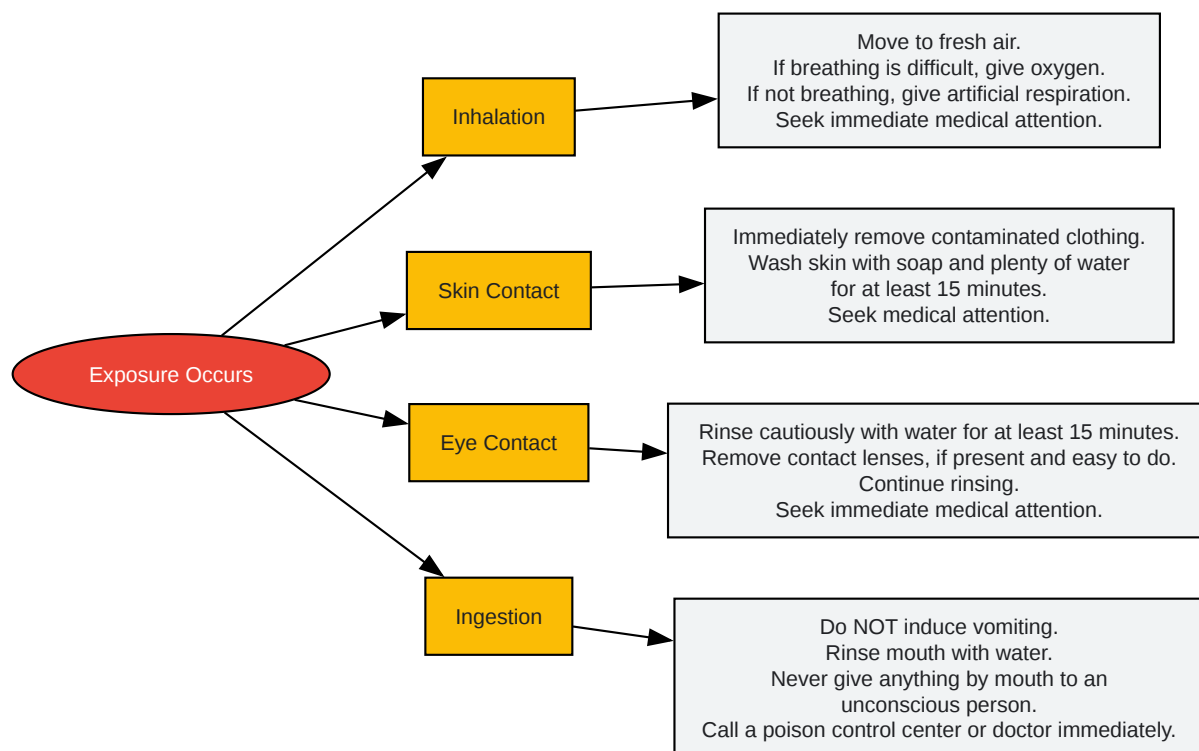 Exposure Occurs
Inhalation
Move to fresh air.
If breathing is difficult, give oxygen.
If not breathing, give artificial respiration.
Seek immediate medical attention.
Skin Contact
Immediately remove contaminated clothing.
Wash skin with soap and plenty of water
for at least 15 minutes.
Seek medical attention.
Eye Contact
Rinse cautiously with water for at least 15 minutes.
Remove contact lenses, if present and easy to do.
Continue rinsing.
Seek immediate medical attention.
Ingestion
Do NOT induce vomiting.
Rinse mouth with water.
Never give anything by mouth to an
unconscious person.
Call a poison control center or doctor immediately.